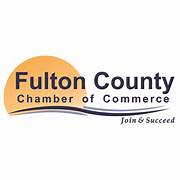 Fulton County
Chamber of Commerce
Join & Succeed